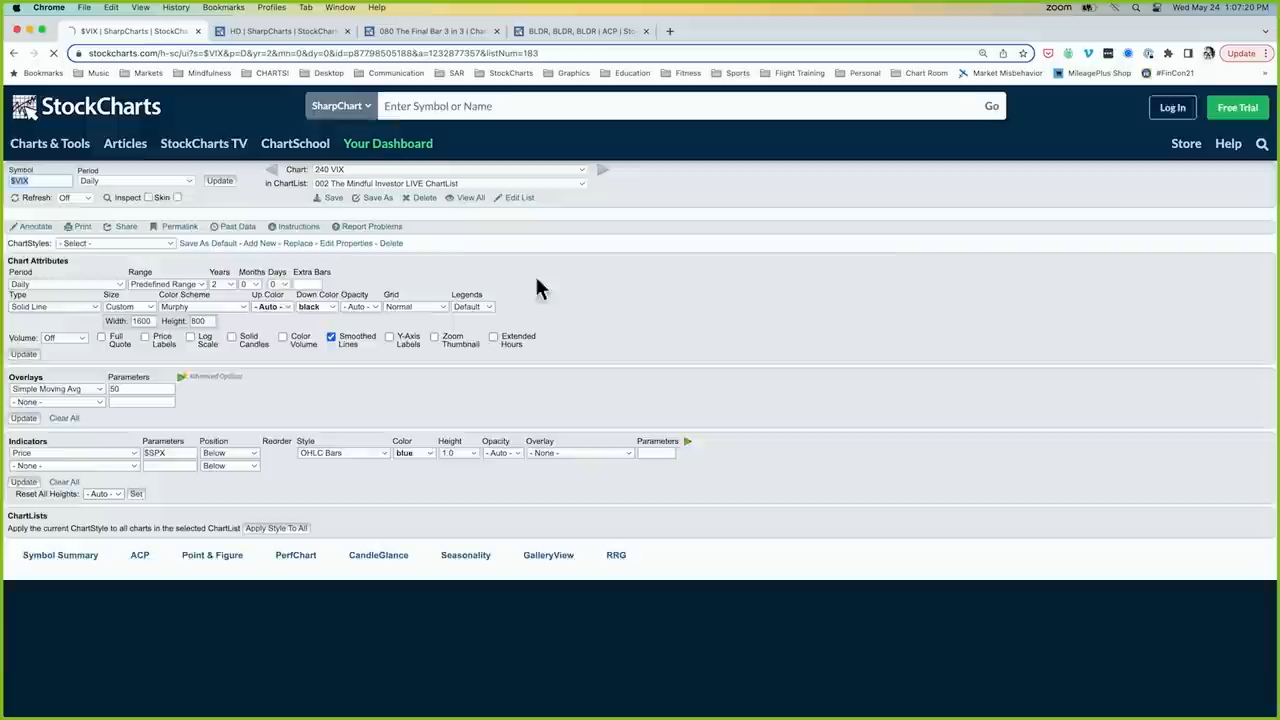 Chrome File Edit View History Bookmarks Profiles Tab Window Help zoom Wed May 24 1:07:20 PM
$VIX | SharpCharts | StockCha HD | SharpCharts | StockCharts 080 The Final Bar 3 in 3 | Cha BLDR, BLDR, BLDR | ACP | Sto
stockcharts.com/h-sc/ui?s=$VIX&p=D&yr=2&mn=0&dy=0&id=p87798505188&a=1232877357&listNum=183 Update
Bookmarks Music Markets Mindfulness CHARTS! Desktop Communication SAR StockCharts Graphics Education Fitness Sports Flight Training Personal Chart Room Market Misbehavior MileagePlus Shop #FinCon21 »
StockCharts SharpChart Enter Symbol or Name Go Log In Free Trial
Charts & Tools Articles StockCharts TV ChartSchool Your Dashboard Store Help
Symbol Period Chart: 240 VIX
$VIX Daily Update in ChartList: 002 The Mindful Investor LIVE ChartList
Refresh: Off Inspect Skin Save Save As Delete View All Edit List
Annotate Print Share Permalink Past Data Instructions Report Problems
ChartStyles: - Select - Save As Default - Add New - Replace - Edit Properties - Delete
Chart Attributes
Period Range Years Months Days Extra Bars
Daily Predefined Range 2 0 0
Type Size Color Scheme Up Color Down Color Opacity Grid Legends
Solid Line Custom Murphy - Auto - black - Auto - Normal Default
Width: 1600 Height: 800
Volume: Off Full Quote Price Labels Log Scale Solid Candles Color Volume Smoothed Lines Y-Axis Labels Zoom Thumbnail Extended Hours
Update
Overlays Parameters Advanced Options
Simple Moving Avg 50
- None -
Update Clear All
Indicators Parameters Position Reorder Style Color Height Opacity Overlay Parameters
Price $SPX Below OHLC Bars blue 1.0 - Auto - - None -
- None - Below
Update Clear All
Reset All Heights: - Auto - Set
ChartLists
Apply the current ChartStyle to all charts in the selected ChartList Apply Style To All
Symbol Summary ACP Point & Figure PerfChart CandleGlance Seasonality GalleryView RRG